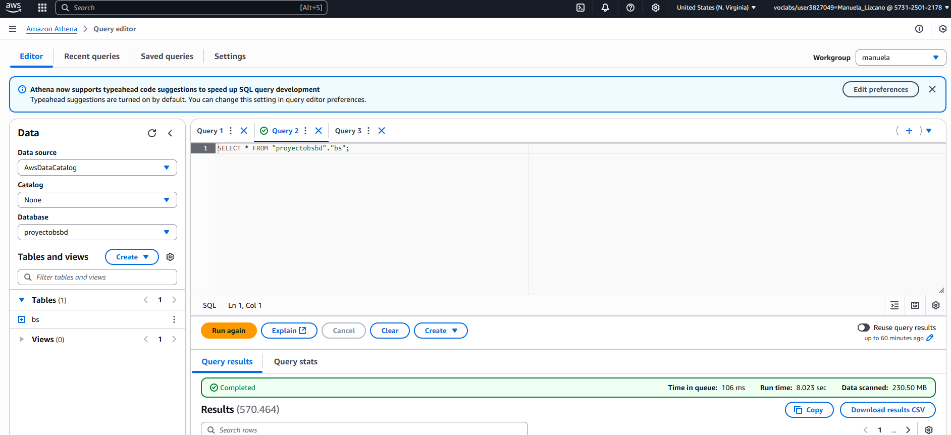 aws Search [Alt+S] United States (N. Virginia) voclabs/user3827049=Manuela_Lizcano @ 5731-2501-2178
Amazon Athena > Query editor
Editor Recent queries Saved queries Settings Workgroup manuela
Athena now supports typeahead code suggestions to speed up SQL query development
Typeahead suggestions are turned on by default. You can change this setting in query editor preferences.
Edit preferences
Data
Data source
AwsDataCatalog
Catalog
None
Database
proyectobsbd
Tables and views Create
Filter tables and views
Tables (1) 1
bs
Views (0) 1
Query 1 Query 2 Query 3
1 SELECT * FROM "proyectobsbd"."bs";
SQL Ln 1, Col 1
Run again Explain Cancel Clear Create
Reuse query results
up to 60 minutes ago
Query results Query stats
Completed Time in queue: 106 ms Run time: 8.023 sec Data scanned: 230.50 MB
Results (570.464) Copy Download results CSV
Search rows 1 ...